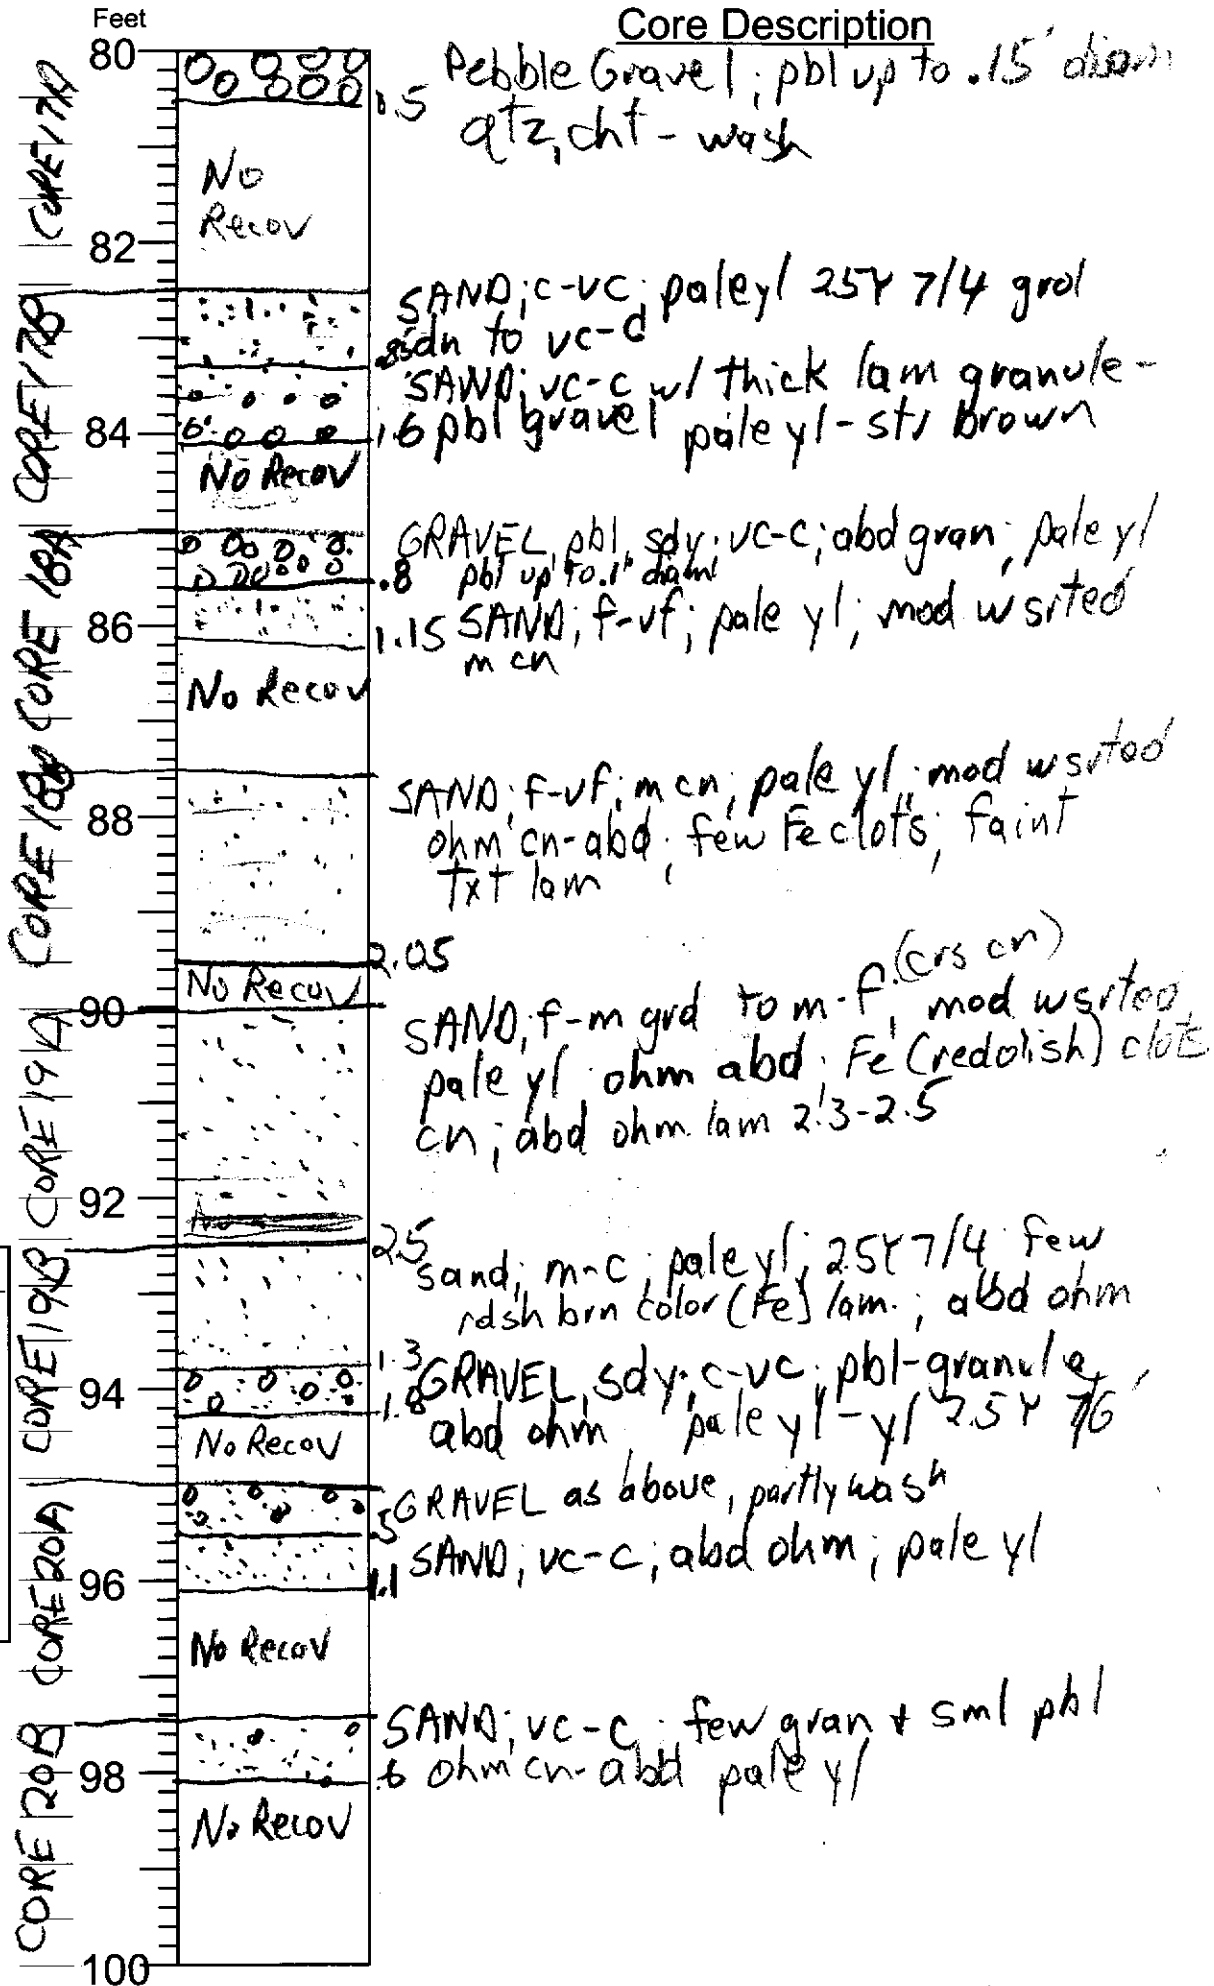 Feet
Core Description
80
CORE 17A
Pebble Gravel; pbl up to .15' diam
0.5
qtz, cht - wash
No
Recov
82
CORE 17B
SAND; c-vc; pale yl 2.5Y 7/4 grd
.85 dn to vc-c
SAND; vc-c w/ thick lam granule-
84
1.6 pbl gravel pale yl - str brown
No Recov
CORE 18A
GRAVEL, pbl, sdy; vc-c; abd gran; pale yl
.8 pbl up to .1' diam
86
1.15 SAND; f-vf; pale yl; mod w srted
m cn
No Recov
CORE 18B
SAND; f-vf; m cn; pale yl; mod w srted
88
ohm cn-abd; few Fe clots; faint
txt lam
2.05
No Recov
90
CORE 19A
(crs cn)
SAND; f-m grd to m-f; mod w srted
pale yl ohm abd; Fe (reddish) clots
cn; abd ohm lam 2.3-2.5
92
2.5
CORE 19B
sand; m-c; pale yl; 2.5Y 7/4 few
rdsh brn color (Fe) lam.; abd ohm
1.3
94
GRAVEL, sdy; c-vc; pbl-granule,
1.8
abd ohm pale yl - yl 2.5Y 7/6
No Recov
CORE 20A
GRAVEL as above, partly wash
.5
SAND; vc-c; abd ohm; pale yl
96
1.1
No Recov
CORE 20B
SAND; vc-c; few gran + sml pbl
98
.6 ohm cn-abd pale yl
No Recov
100